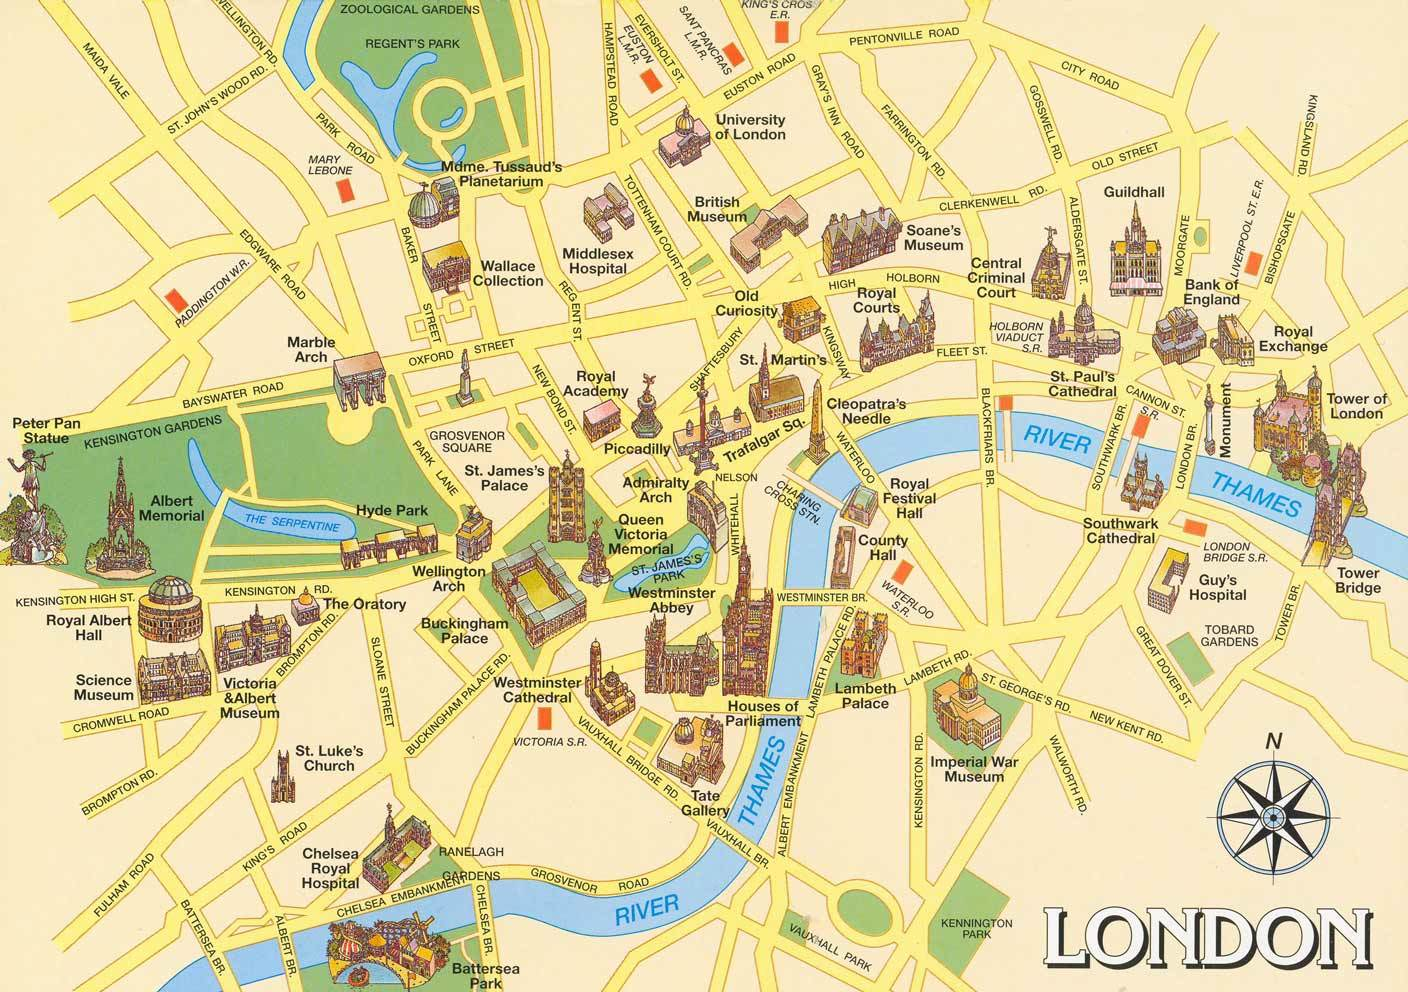 ZOOLOGICAL GARDENS
REGENT'S PARK
MAIDA VALE
WELLINGTON RD.
ST. JOHN'S WOOD RD.
PARK ROAD
MARY
LEBONE
HAMPSTEAD ROAD
EVERSHOLT ST.
EUSTON
L.M.R.
SANT PANCRAS
L.M.R.
KING'S CROS
E.R.
EUSTON ROAD
PENTONVILLE ROAD
CITY ROAD
GRAY'S INN ROAD
FARRINGTON RD.
GOSSWELL RD.
OLD STREET
KINGSLAND RD.
University
of London
Mdme. Tussaud's
Planetarium
TOTTENHAM COURT RD.
British
Museum
CLERKENWELL RD.
ALDERSGATE ST.
Guildhall
MOORGATE
LIVERPOOL ST. E.R.
BISHOPSGATE
EDGWARE ROAD
PADDINGTON W.R.
BAKER
STREET
Wallace
Collection
Middlesex
Hospital
REGENT ST.
Soane's
Museum
HIGH HOLBORN
Central
Criminal
Court
Bank of
England
Royal
Exchange
Marble
Arch
OXFORD STREET
Old
Curiosity
KINGSWAY
Royal
Courts
FLEET ST.
HOLBORN
VIADUCT
S.R.
St. Paul's
Cathedral
CANNON ST.
S.R.
Monument
Tower of
London
BAYSWATER ROAD
NEW BOND ST.
Royal
Academy
SHAFTESBURY
St. Martin's
Cleopatra's
Needle
Peter Pan
Statue
KENSINGTON GARDENS
GROSVENOR
SQUARE
PARK LANE
Piccadilly
Trafalgar Sq.
WATERLOO
BLACKFRIARS BR.
RIVER
SOUTHWARK BR.
LONDON BR.
THAMES
Albert
Memorial
THE SERPENTINE
Hyde Park
St. James's
Palace
Admiralty
Arch
NELSON
WHITEHALL
CHARING
CROSS STN.
Royal
Festival
Hall
Southwark
Cathedral
LONDON
BRIDGE S.R.
Queen
Victoria
Memorial
ST. JAMES'S
PARK
County
Hall
WATERLOO
S.R.
Guy's
Hospital
Tower
Bridge
Wellington
Arch
Westminster
Abbey
WESTMINSTER BR.
KENSINGTON HIGH ST.
KENSINGTON RD.
The Oratory
Royal Albert
Hall
BROMPTON RD.
Buckingham
Palace
LAMBETH PALACE RD.
TOBARD
GARDENS
TOWER BR.
GREAT DOVER ST.
Science
Museum
Victoria
&Albert
Museum
SLOANE STREET
BUCKINGHAM PALACE RD.
Westminster
Cathedral
Lambeth
Palace
LAMBETH RD.
ST. GEORGE'S RD.
NEW KENT RD.
CROMWELL ROAD
Houses of
Parliament
VICTORIA S.R.
VAUXHALL BRIDGE RD.
KENSINGTON RD.
WALWORTH RD.
Imperial War
Museum
St. Luke's
Church
BROMPTON RD.
Tate
Gallery
THAMES
ALBERT EMBANKMENT
N
KING'S ROAD
VAUXHALL BR.
Chelsea
Royal
Hospital
RANELAGH
GARDENS
FULHAM ROAD
CHELSEA EMBANKMENT
GROSVENOR ROAD
BATTERSEA BR.
ALBERT BR.
CHELSEA BR.
RIVER
VAUXHALL PARK
KENNINGTON
PARK
Battersea
Park
LONDON